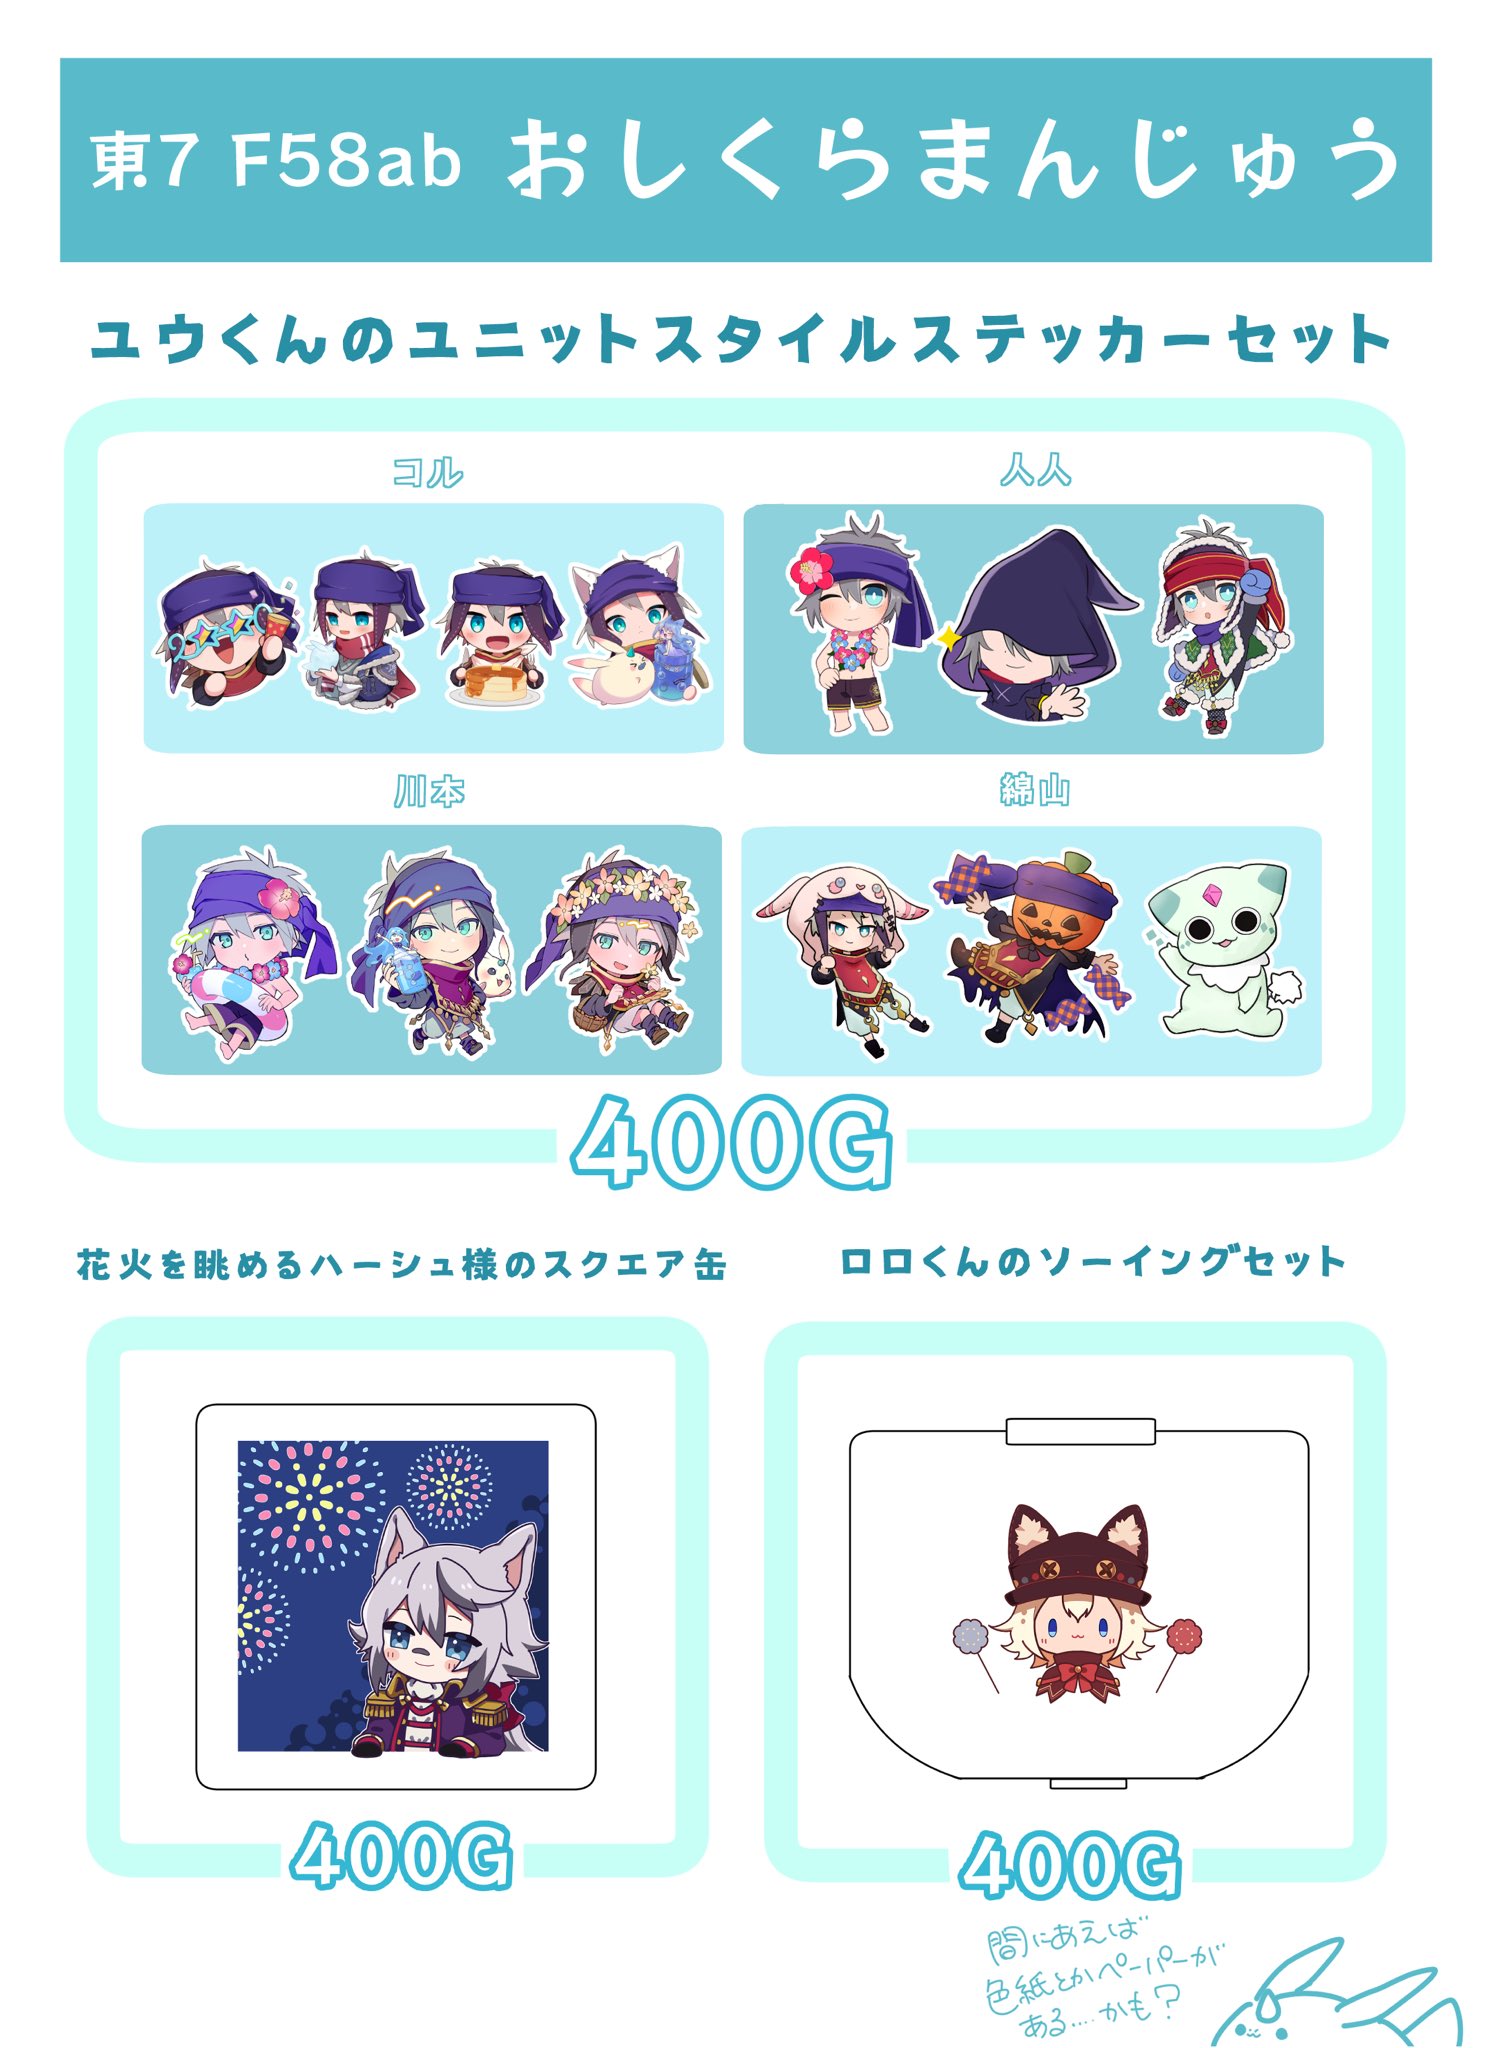 東7 F58ab おしくらまんじゅう
ユウくんのユニットスタイルステッカーセット
コル
人人
川本
綿山
400G
花火を眺めるハーシュ様のスクエア缶
ロロくんのソーイングセット
400G
400G
間にあえば
色紙とかペーパーが
ある....かも?